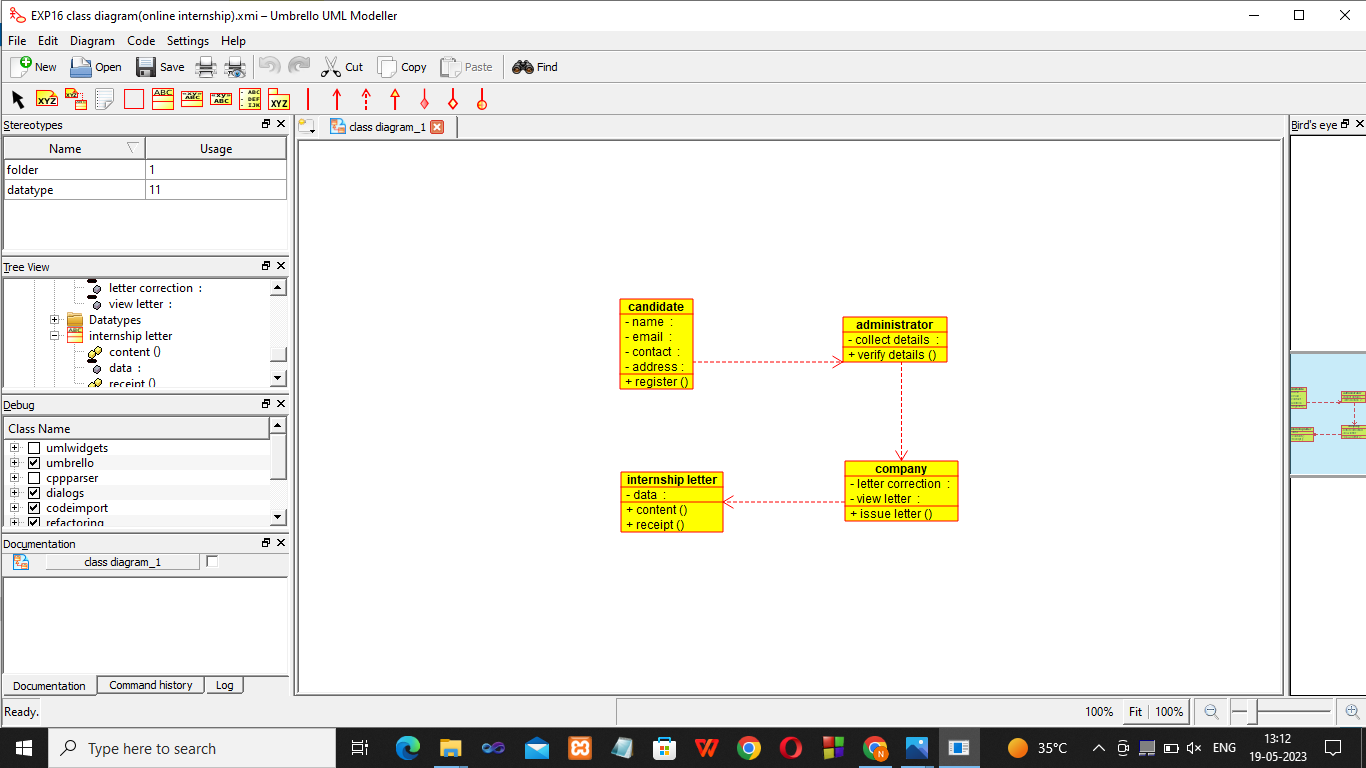 EXP16 class diagram(online internship).xmi – Umbrello UML Modeller
File Edit Diagram Code Settings Help
New Open Save Cut Copy Paste Find
XYZ ABC XYZ
Stereotypes
Name Usage
folder 1
datatype 11
Tree View
letter correction :
view letter :
Datatypes
internship letter
content ()
data :
receipt ()
Debug
Class Name
umlwidgets
umbrello
cppparser
dialogs
codeimport
refactoring
Documentation
class diagram_1
Documentation Command history Log
class diagram_1
candidate
- name :
- email :
- contact :
- address :
+ register ()
administrator
- collect details :
+ verify details ()
internship letter
- data :
+ content ()
+ receipt ()
company
- letter correction :
- view letter :
+ issue letter ()
Bird's eye
Ready.
100% Fit 100%
Type here to search
35°C
ENG
13:12
19-05-2023